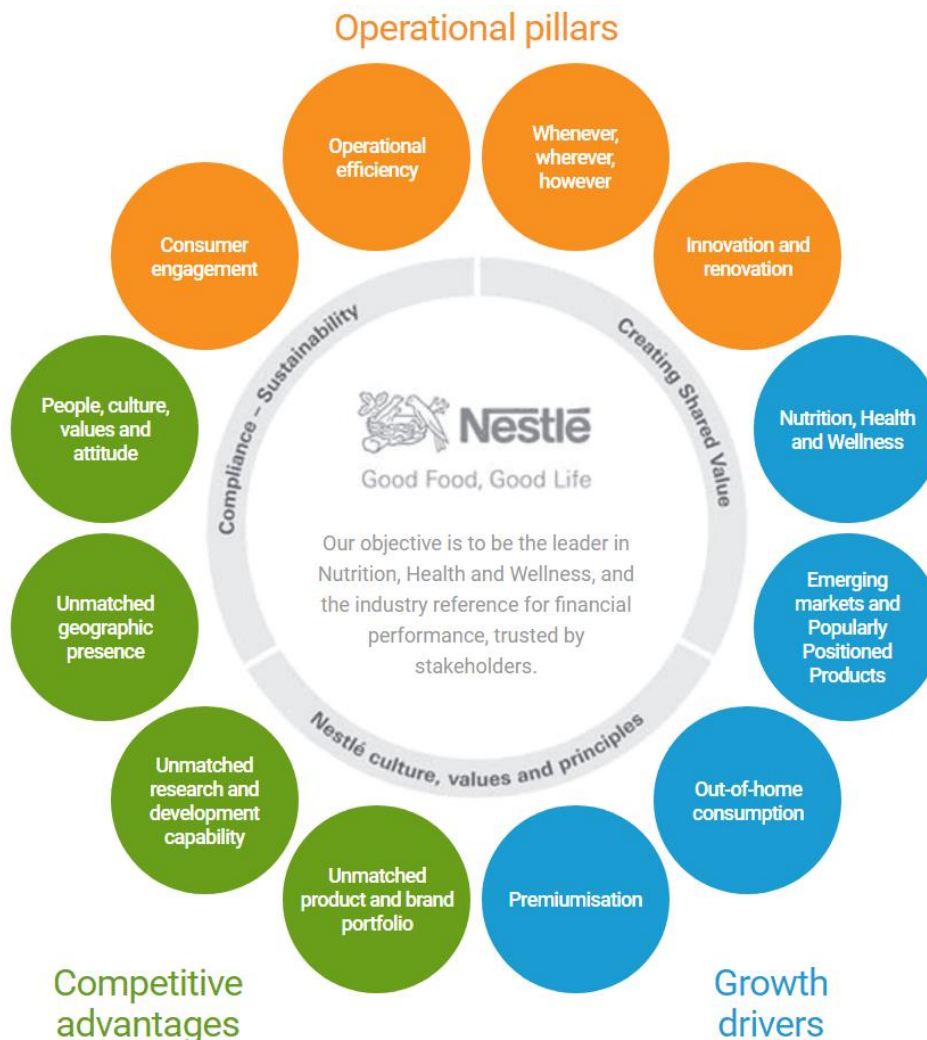 Operational pillars
Operational
efficiency
Whenever,
wherever,
however
Consumer
engagement
Innovation and
renovation
People, culture,
values and
attitude
Nutrition, Health
and Wellness
Unmatched
geographic
presence
Emerging
markets and
Popularly
Positioned
Products
Unmatched
research and
development
capability
Out-of-home
consumption
Unmatched
product and brand
portfolio
Premiumisation
Compliance – Sustainability
Creating Shared Value
Nestlé culture, values and principles
Nestlé
Good Food, Good Life
Our objective is to be the leader in
Nutrition, Health and Wellness, and
the industry reference for financial
performance, trusted by
stakeholders.
Competitive
advantages
Growth
drivers